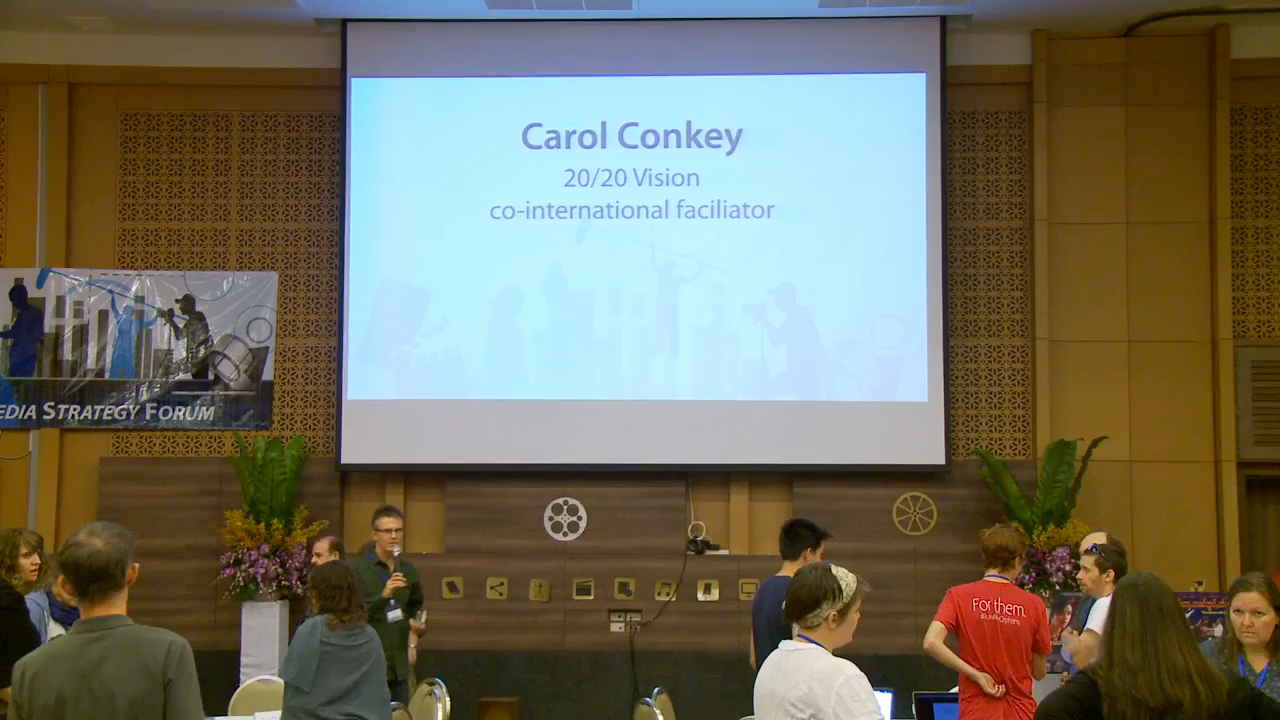 Carol Conkey
20/20 Vision
co-international faciliator
EDIA STRATEGY FORUM
For them.